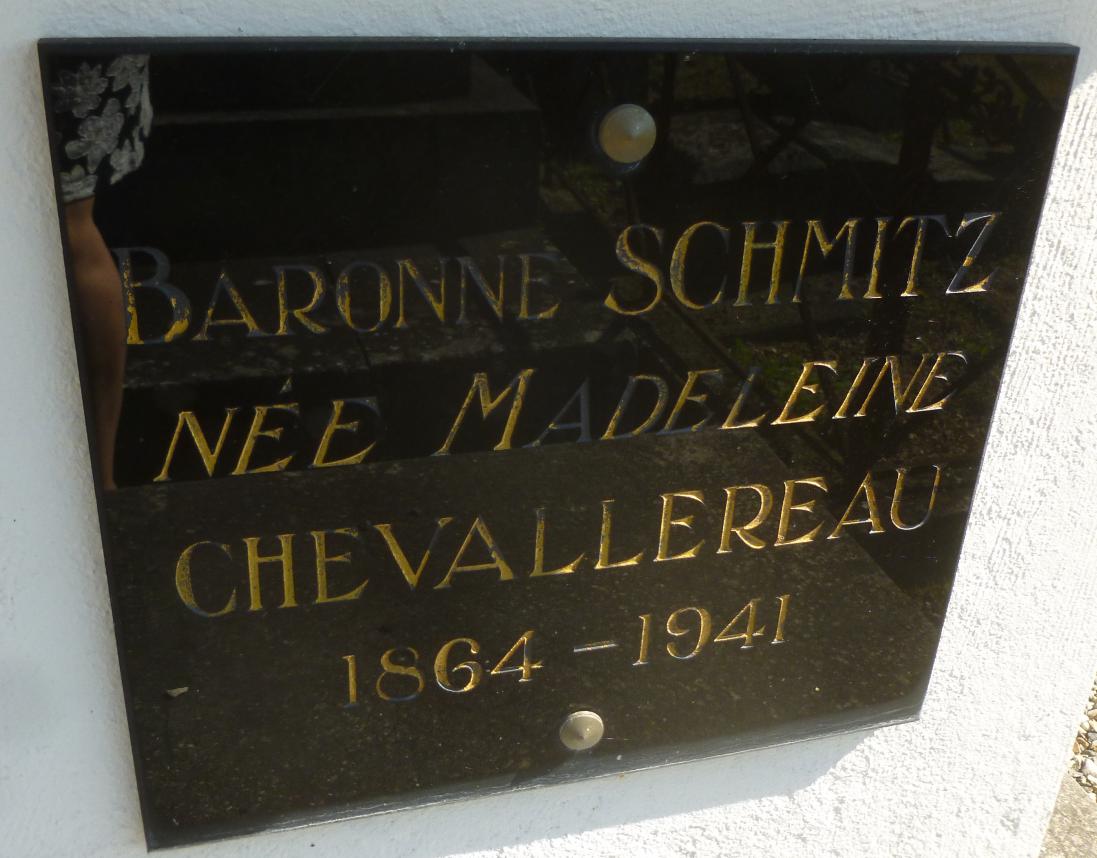 BARONNE SCHMITZ
NÉE MADELEINE
CHEVALLEREAU
1864 - 1941